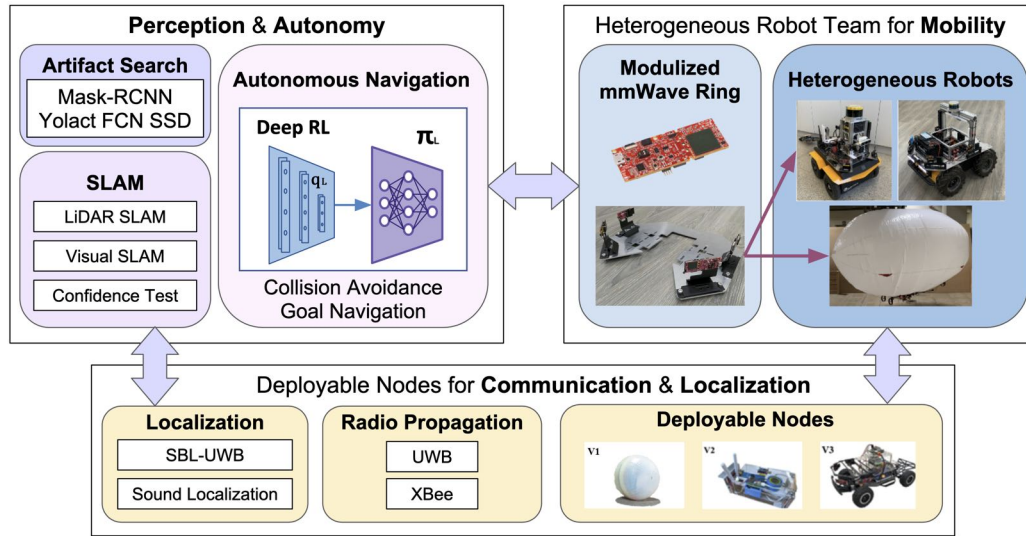 Perception & Autonomy
Artifact Search
Mask-RCNN
Yolact FCN SSD
SLAM
LiDAR SLAM
Visual SLAM
Confidence Test
Autonomous Navigation
Deep RL
qL
πL
Collision Avoidance
Goal Navigation
Heterogeneous Robot Team for Mobility
Modulized
mmWave Ring
Heterogeneous Robots
Deployable Nodes for Communication & Localization
Localization
SBL-UWB
Sound Localization
Radio Propagation
UWB
XBee
Deployable Nodes
V1
V2
V3